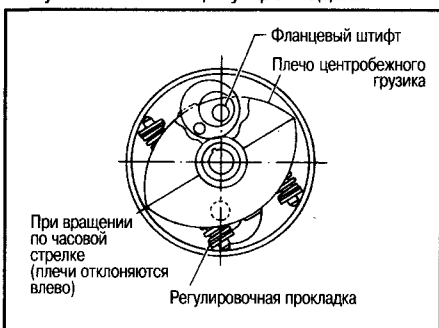 Фланцевый штифт
Плечо центробежного
грузика
При вращении
по часовой
стрелке
(плечи отклоняются
влево)
Регулировочная прокладка